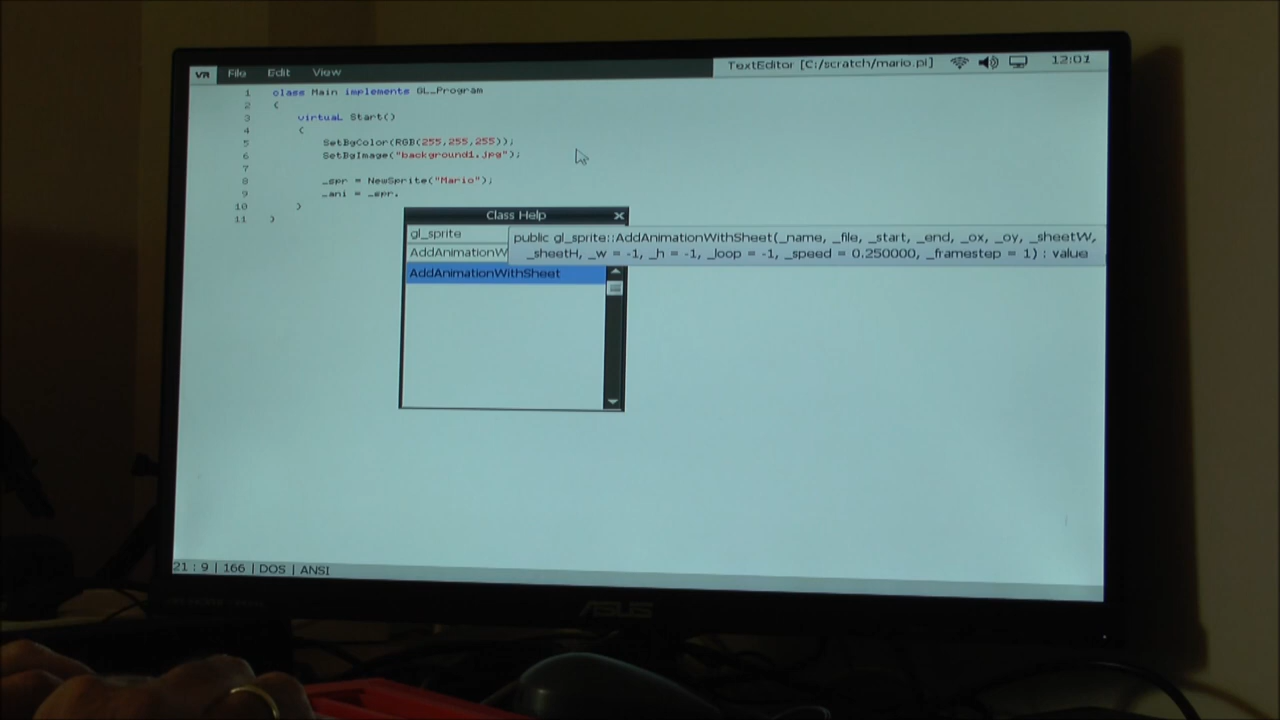 VR File Edit View TextEditor [C:/scratch/mario.pi] 12:01
1 class Main implements GL_Program
2 {
3 virtual Start()
4 {
5 SetBgColor(RGB(255,255,255));
6 SetBgImage("background1.jpg");
7
8 _spr = NewSprite("Mario");
9 _ani = _spr.
10 }
11 }
Class Help
gl_sprite
public gl_sprite::AddAnimationWithSheet(_name, _file, _start, _end, _ox, _oy, _sheetW,
_sheetH, _w = -1, _h = -1, _loop = -1, _speed = 0.250000, _framestep = 1) : value
AddAnimationW
AddAnimationWithSheet
21 : 9 | 166 | DOS | ANSI
ASUS